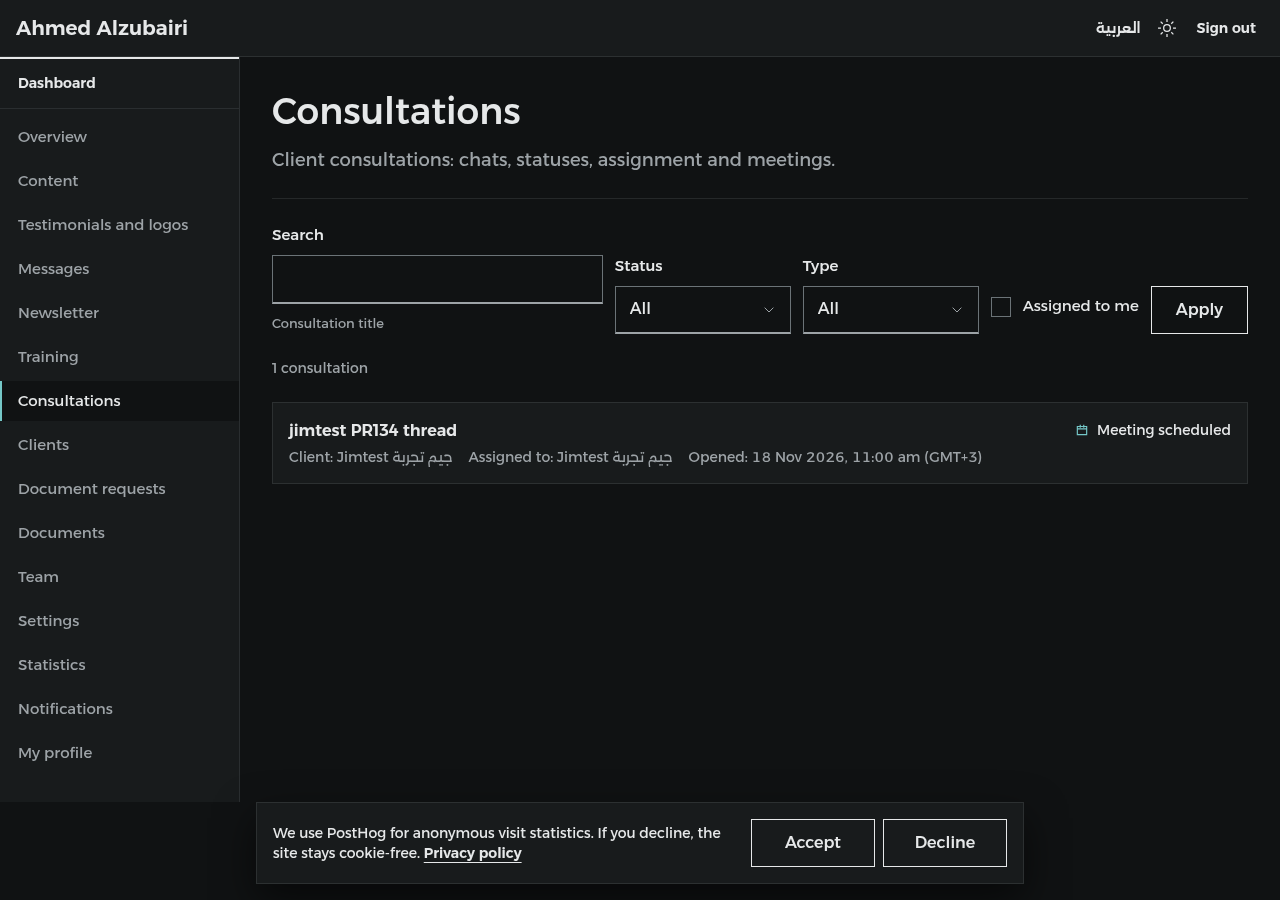 Ahmed Alzubairi
العربية
Sign out
Dashboard
Overview
Content
Testimonials and logos
Messages
Newsletter
Training
Consultations
Clients
Document requests
Documents
Team
Settings
Statistics
Notifications
My profile
Consultations
Client consultations: chats, statuses, assignment and meetings.
Search
Consultation title
Status
All
Type
All
Assigned to me
Apply
1 consultation
jimtest PR134 thread
Meeting scheduled
Client: Jimtest جيم تجربة Assigned to: Jimtest جيم تجربة Opened: 18 Nov 2026, 11:00 am (GMT+3)
We use PostHog for anonymous visit statistics. If you decline, the
site stays cookie-free. Privacy policy
Accept
Decline